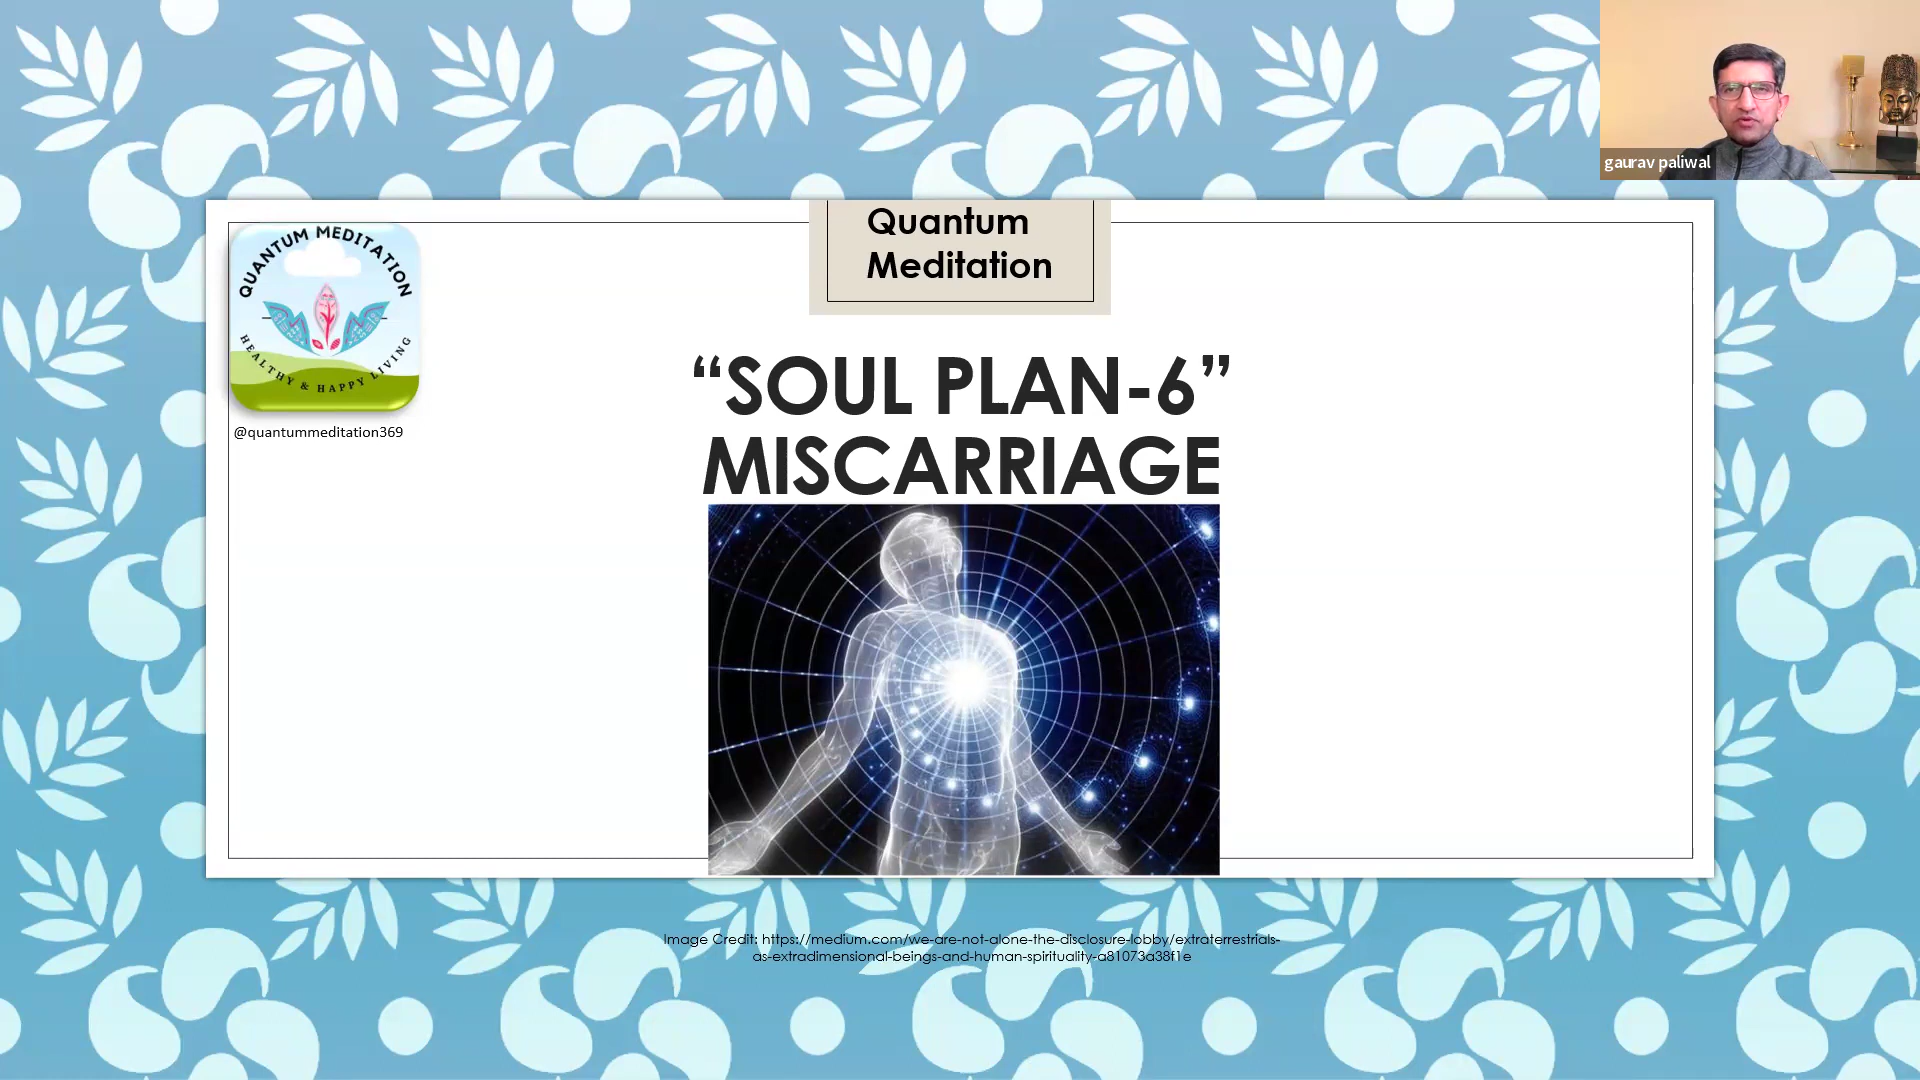 gaurav paliwal
Quantum
Meditation
QUANTUM MEDITATION
HEALTHY & HAPPY LIVING
@quantummeditation369
“SOUL PLAN-6”
MISCARRIAGE
Image Credit: https://medium.com/we-are-not-alone-the-disclosure-lobby/extraterrestrials-
as-extradimensional-beings-and-human-spirituality-a81073a38f1e